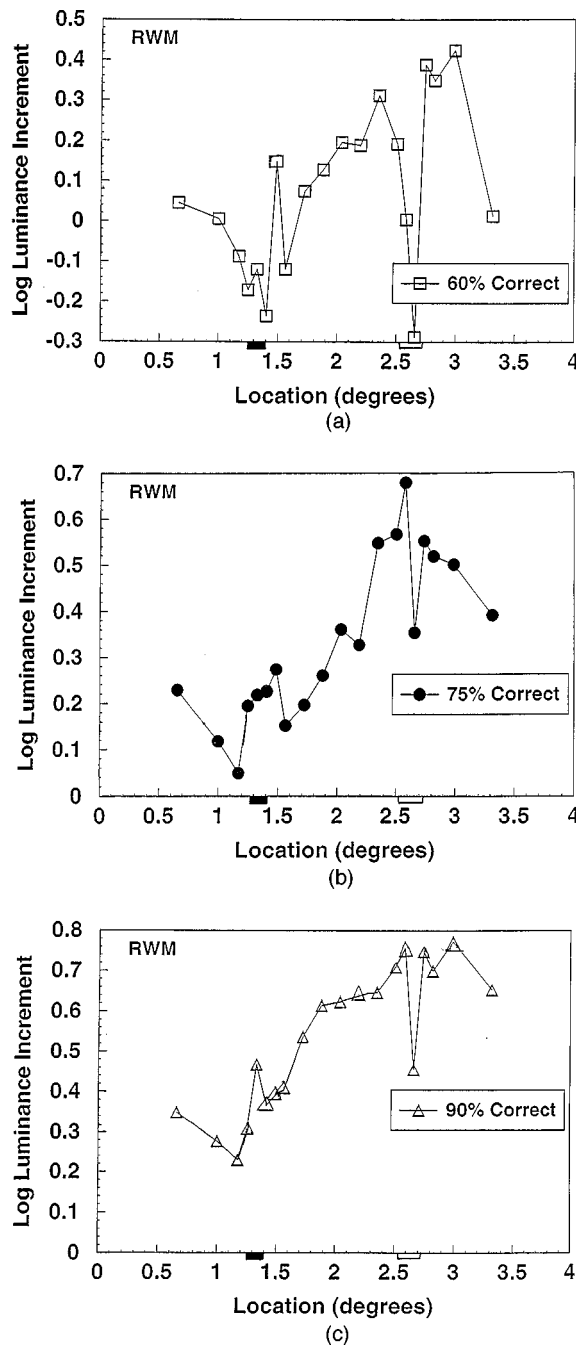 0.5
RWM
0.4
0.3
0.2
0.1
0
-0.1
-0.2
-0.3
Log Luminance Increment
60% Correct
0 0.5 1 1.5 2 2.5 3 3.5 4
Location (degrees)
(a)
0.7
RWM
0.6
0.5
0.4
0.3
0.2
0.1
0
Log Luminance Increment
75% Correct
0 0.5 1 1.5 2 2.5 3 3.5 4
Location (degrees)
(b)
0.8
RWM
0.7
0.6
0.5
0.4
0.3
0.2
0.1
0
Log Luminance Increment
90% Correct
0 0.5 1 1.5 2 2.5 3 3.5 4
Location (degrees)
(c)